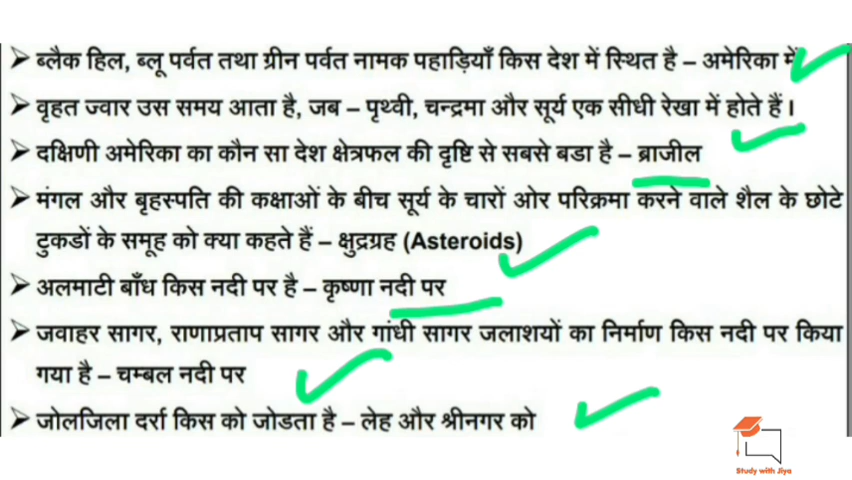 ➢ ब्लैक हिल, ब्लू पर्वत तथा ग्रीन पर्वत नामक पहाड़ियाँ किस देश में स्थित है – अमेरिका में
➢ वृहत ज्वार उस समय आता है, जब – पृथ्वी, चन्द्रमा और सूर्य एक सीधी रेखा में होते हैं।
➢ दक्षिणी अमेरिका का कौन सा देश क्षेत्रफल की दृष्टि से सबसे बडा है – ब्राजील
➢ मंगल और बृहस्पति की कक्षाओं के बीच सूर्य के चारों ओर परिक्रमा करने वाले शैल के छोटे
टुकडों के समूह को क्या कहते हैं – क्षुद्रग्रह (Asteroids)
➢ अलमाटी बाँध किस नदी पर है – कृष्णा नदी पर
➢ जवाहर सागर, राणाप्रताप सागर और गांधी सागर जलाशयों का निर्माण किस नदी पर किया
गया है – चम्बल नदी पर
➢ जोलजिला दर्रा किस को जोडता है – लेह और श्रीनगर को
Study with Jiya